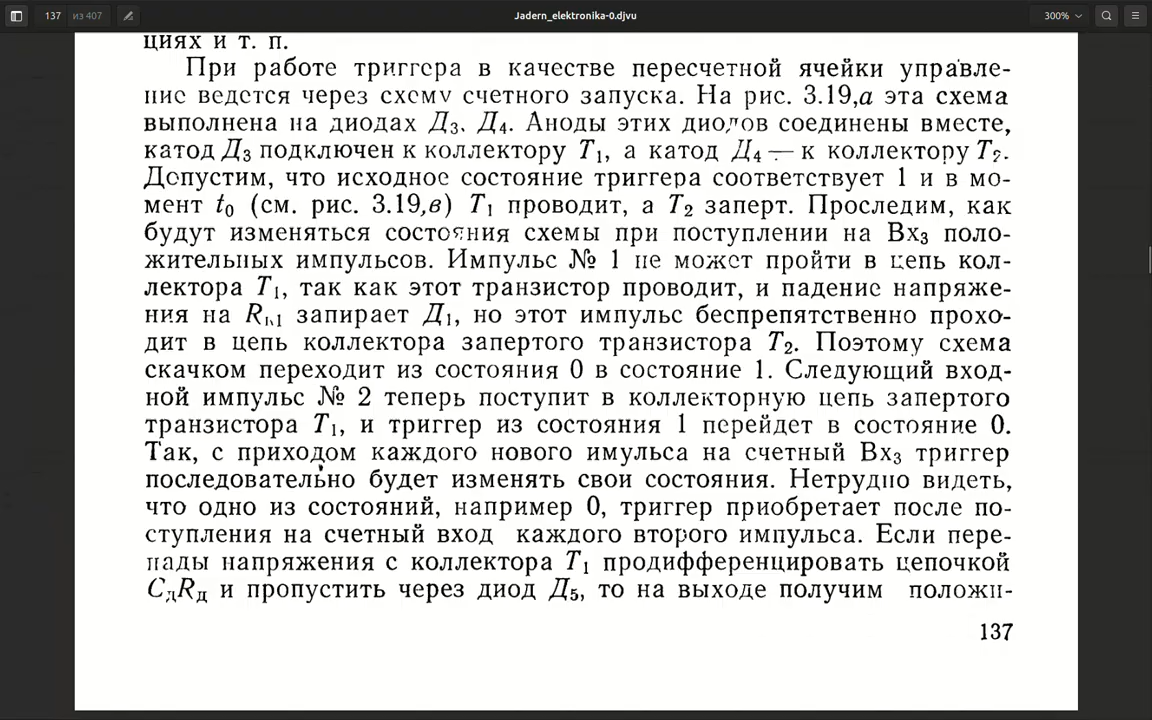 137 из 407
Jadern_elektronika-0.djvu
300%
циях и т. п.
При работе триггера в качестве пересчетной ячейки управле-
ние ведется через схему счетного запуска. На рис. 3.19,а эта схема
выполнена на диодах Д₃, Д₄. Аноды этих диодов соединены вместе,
катод Д₃ подключен к коллектору Т₁, а катод Д₄ — к коллектору Т₂.
Допустим, что исходное состояние триггера соответствует 1 и в мо-
мент t₀ (см. рис. 3.19,в) Т₁ проводит, а Т₂ заперт. Проследим, как
будут изменяться состояния схемы при поступлении на Вх₃ поло-
жительных импульсов. Импульс № 1 не может пройти в цепь кол-
лектора Т₁, так как этот транзистор проводит, и падение напряже-
ния на Rк1 запирает Д₁, но этот импульс беспрепятственно прохо-
дит в цепь коллектора запертого транзистора Т₂. Поэтому схема
скачком переходит из состояния 0 в состояние 1. Следующий вход-
ной импульс № 2 теперь поступит в коллекторную цепь запертого
транзистора Т₁, и триггер из состояния 1 перейдет в состояние 0.
Так, с приходом каждого нового имульса на счетный Вх₃ триггер
последовательно будет изменять свои состояния. Нетрудно видеть,
что одно из состояний, например 0, триггер приобретает после по-
ступления на счетный вход каждого второго импульса. Если пере-
пады напряжения с коллектора Т₁ продифференцировать цепочкой
СдRд и пропустить через диод Д₅, то на выходе получим положи-
137